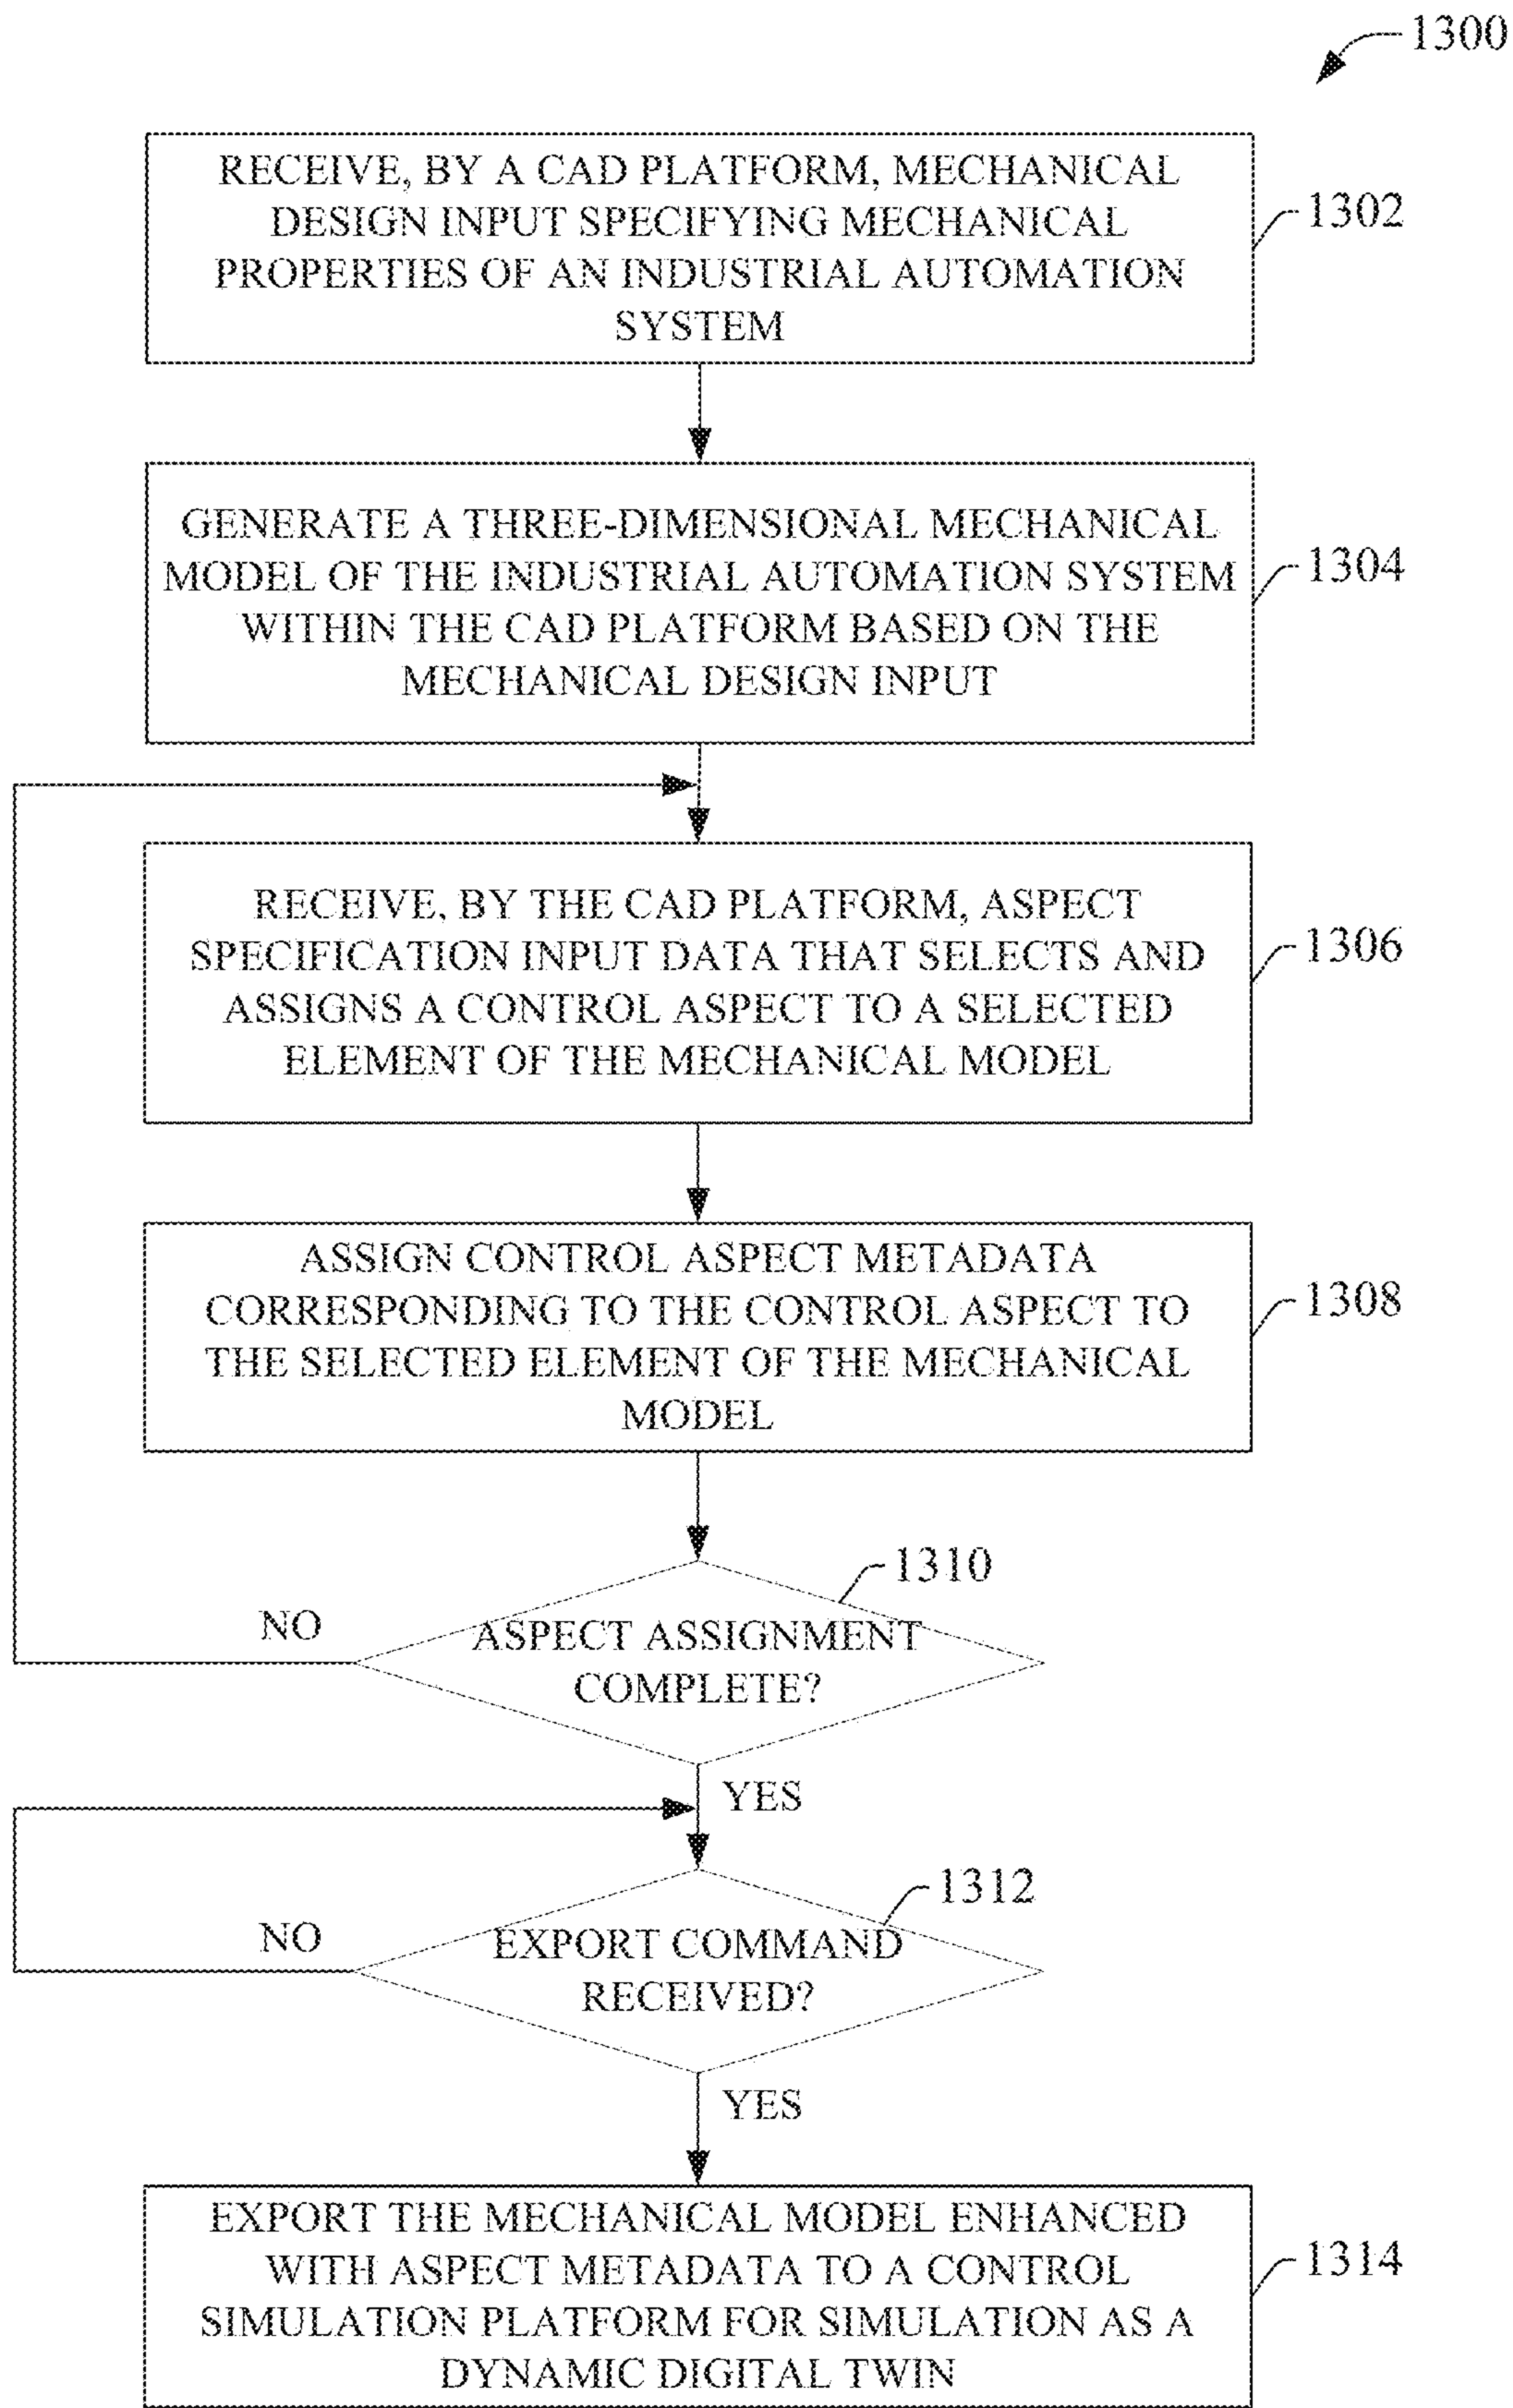 1300
RECEIVE, BY A CAD PLATFORM, MECHANICAL
DESIGN INPUT SPECIFYING MECHANICAL
PROPERTIES OF AN INDUSTRIAL AUTOMATION
SYSTEM
1302
GENERATE A THREE-DIMENSIONAL MECHANICAL
MODEL OF THE INDUSTRIAL AUTOMATION SYSTEM
WITHIN THE CAD PLATFORM BASED ON THE
MECHANICAL DESIGN INPUT
1304
RECEIVE, BY THE CAD PLATFORM, ASPECT
SPECIFICATION INPUT DATA THAT SELECTS AND
ASSIGNS A CONTROL ASPECT TO A SELECTED
ELEMENT OF THE MECHANICAL MODEL
1306
ASSIGN CONTROL ASPECT METADATA
CORRESPONDING TO THE CONTROL ASPECT TO
THE SELECTED ELEMENT OF THE MECHANICAL
MODEL
1308
1310
NO
ASPECT ASSIGNMENT
COMPLETE?
YES
1312
NO
EXPORT COMMAND
RECEIVED?
YES
EXPORT THE MECHANICAL MODEL ENHANCED
WITH ASPECT METADATA TO A CONTROL
SIMULATION PLATFORM FOR SIMULATION AS A
DYNAMIC DIGITAL TWIN
1314